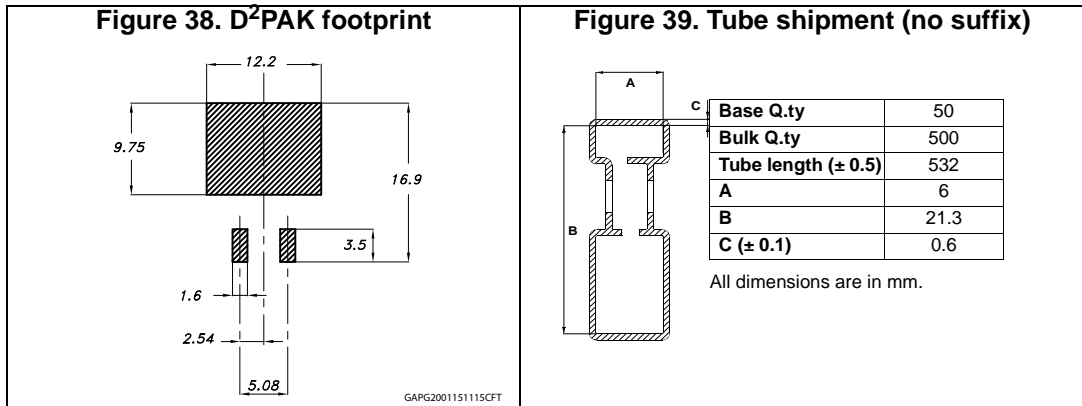 Figure 38. D²PAK footprint
12.2
9.75
16.9
3.5
1.6
2.54
5.08
GAPG2001151115CFT
Figure 39. Tube shipment (no suffix)
A
C
B
Base Q.ty 50
Bulk Q.ty 500
Tube length (± 0.5) 532
A 6
B 21.3
C (± 0.1) 0.6
All dimensions are in mm.